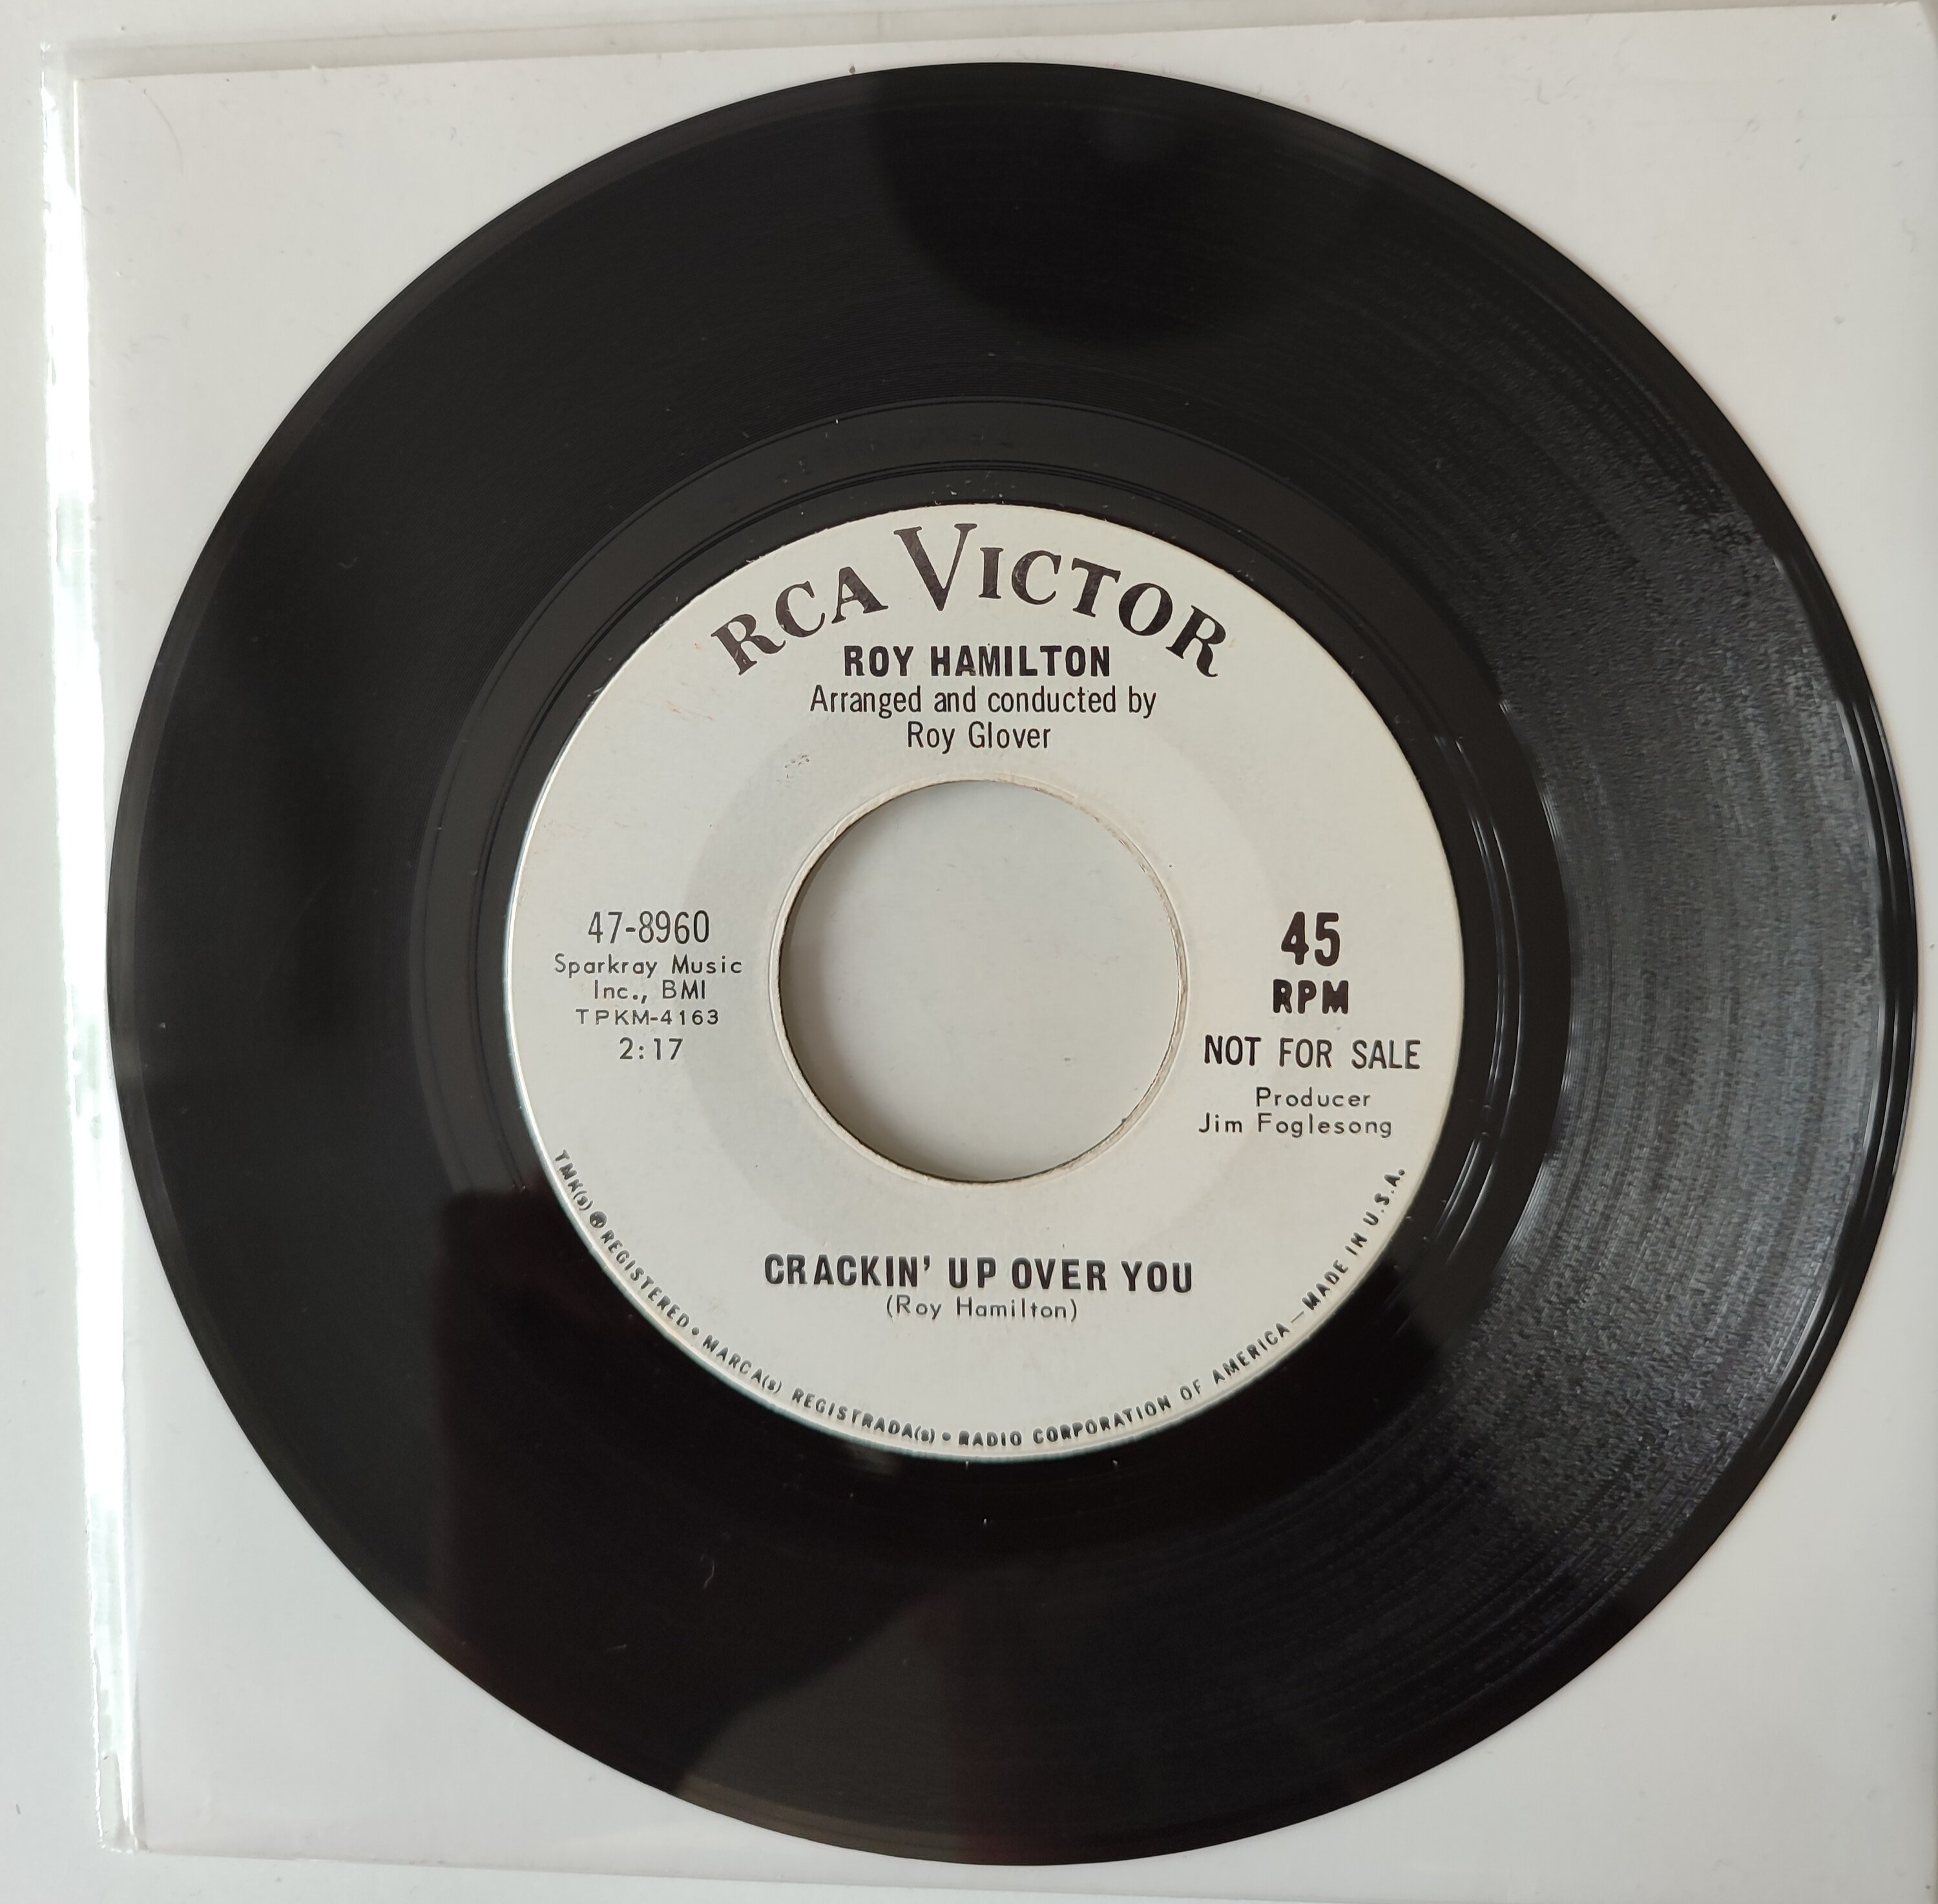 RCA VICTOR
ROY HAMILTON
Arranged and conducted by
Roy Glover
47-8960
Sparkray Music
Inc., BMI
TPKM-4163
2:17
45
RPM
NOT FOR SALE
Producer
Jim Foglesong
CRACKIN' UP OVER YOU
(Roy Hamilton)
TMK(s) ® REGISTERED • MARCA(s) REGISTRADA(s) • RADIO CORPORATION OF AMERICA—MADE IN U.S.A.